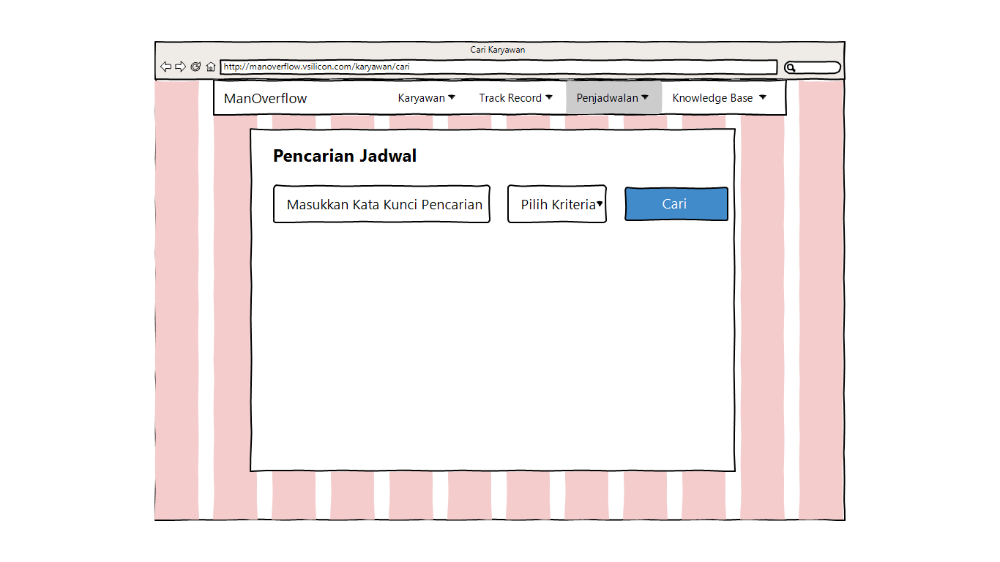 Cari Karyawan
http://manoverflow.vsilicon.com/karyawan/cari
ManOverflow Karyawan Track Record Penjadwalan Knowledge Base
Pencarian Jadwal
Masukkan Kata Kunci Pencarian Pilih Kriteria Cari